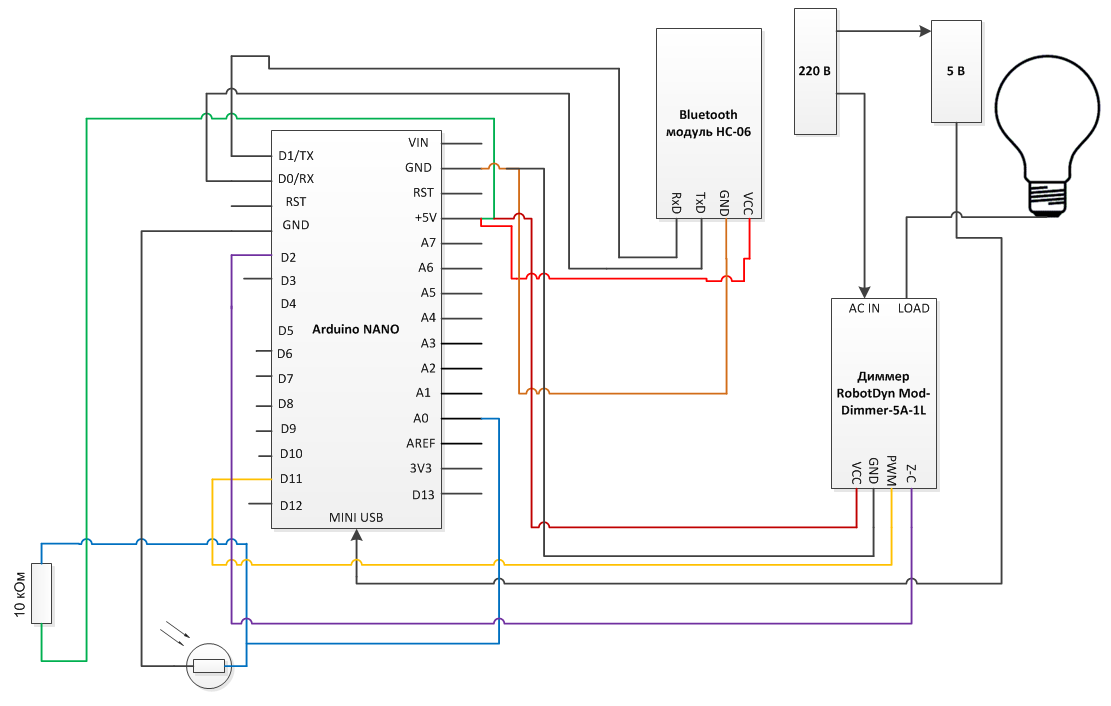 220 В
5 В
Bluetooth
модуль HC-06
RxD
TxD
GND
VCC
D1/TX
D0/RX
RST
GND
D2
D3
D4
D5
D6
D7
D8
D9
D10
D11
D12
Arduino NANO
VIN
GND
RST
+5V
A7
A6
A5
A4
A3
A2
A1
A0
AREF
3V3
D13
MINI USB
AC IN
LOAD
Диммер
RobotDyn Mod-
Dimmer-5A-1L
VCC
GND
PWM
Z-C
10 кОм